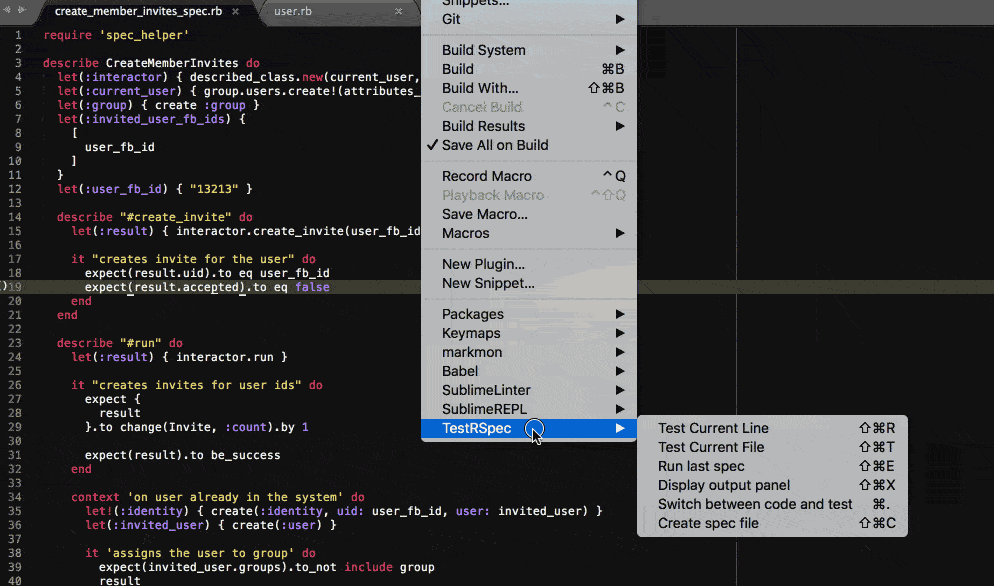 create_member_invites_spec.rb ×
user.rb ×
1 require 'spec_helper'
2
3 describe CreateMemberInvites do
4 let(:interactor) { described_class.new(current_user,
5 let(:current_user) { group.users.create!(attributes_
6 let(:group) { create :group }
7 let(:invited_user_fb_ids) {
8 [
9 user_fb_id
10 ]
11 }
12 let(:user_fb_id) { "13213" }
13
14 describe "#create_invite" do
15 let(:result) { interactor.create_invite(user_fb_id
16
17 it "creates invite for the user" do
18 expect(result.uid).to eq user_fb_id
19 expect(result.accepted).to eq false
20 end
21 end
22
23 describe "#run" do
24 let(:result) { interactor.run }
25
26 it "creates invites for user ids" do
27 expect {
28 result
29 }.to change(Invite, :count).by 1
30
31 expect(result).to be_success
32 end
33
34 context 'on user already in the system' do
35 let!(:identity) { create(:identity, uid: user_fb_id, user: invited_user) }
36 let(:invited_user) { create(:user) }
37
38 it 'assigns the user to group' do
39 expect(invited_user.groups).to_not include group
40 result
Snippets...
Git ▶
Build System ▶
Build ⌘B
Build With... ⇧⌘B
Cancel Build ⌃C
Build Results ▶
✓ Save All on Build
Record Macro ⌃Q
Playback Macro ⌃⇧Q
Save Macro...
Macros ▶
New Plugin...
New Snippet...
Packages ▶
Keymaps ▶
markmon ▶
Babel ▶
SublimeLinter ▶
SublimeREPL ▶
TestRSpec ▶
Test Current Line ⇧⌘R
Test Current File ⇧⌘T
Run last spec ⇧⌘E
Display output panel ⇧⌘X
Switch between code and test ⌘.
Create spec file ⇧⌘C